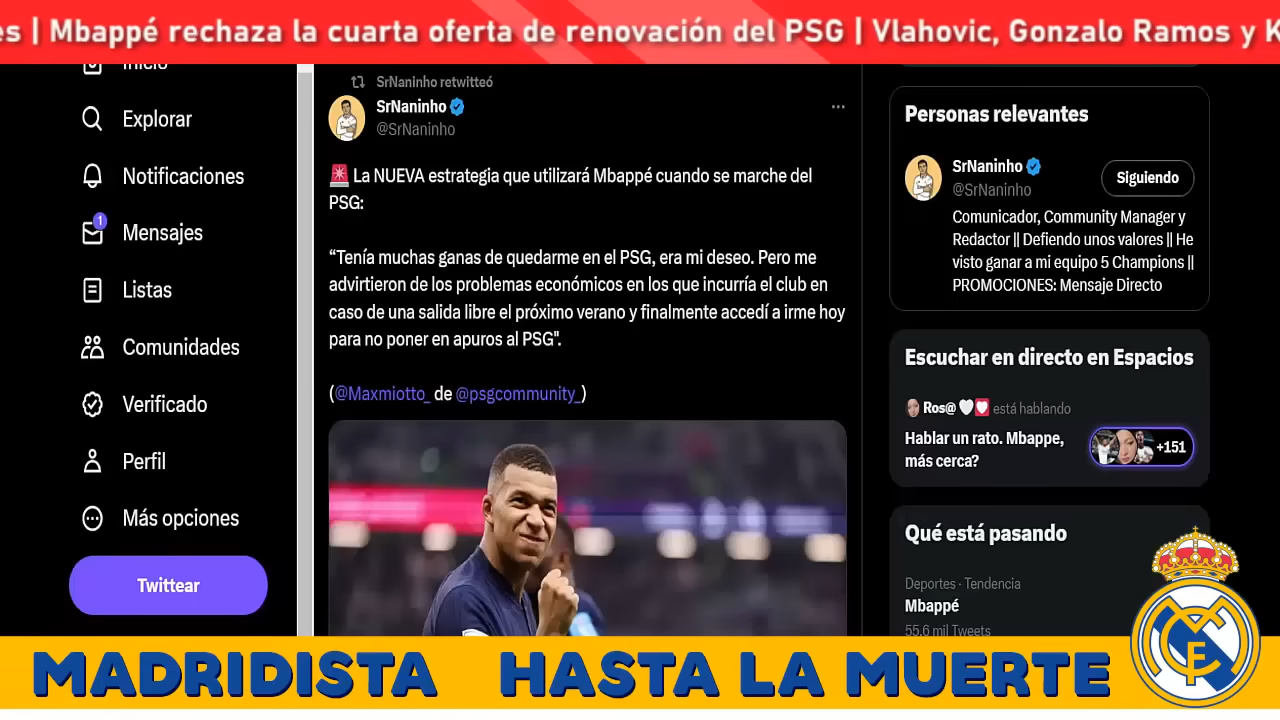 es | Mbappé rechaza la cuarta oferta de renovación del PSG | Vlahovic, Gonzalo Ramos y K
Inicio
Explorar
Notificaciones
1
Mensajes
Listas
Comunidades
Verificado
Perfil
Más opciones
Twittear
SrNaninho retwitteó
SrNaninho
@SrNaninho
La NUEVA estrategia que utilizará Mbappé cuando se marche del
PSG:
“Tenía muchas ganas de quedarme en el PSG, era mi deseo. Pero me
advirtieron de los problemas económicos en los que incurría el club en
caso de una salida libre el próximo verano y finalmente accedí a irme hoy
para no poner en apuros al PSG".
(@Maxmiotto_ de @psgcommunity_)
Personas relevantes
SrNaninho
@SrNaninho
Siguiendo
Comunicador, Community Manager y
Redactor || Defiendo unos valores || He
visto ganar a mi equipo 5 Champions ||
PROMOCIONES: Mensaje Directo
Escuchar en directo en Espacios
Ros@ está hablando
Hablar un rato. Mbappe,
más cerca?
+151
Qué está pasando
Deportes · Tendencia
Mbappé
55,6 mil Tweets
MADRIDISTA HASTA LA MUERTE